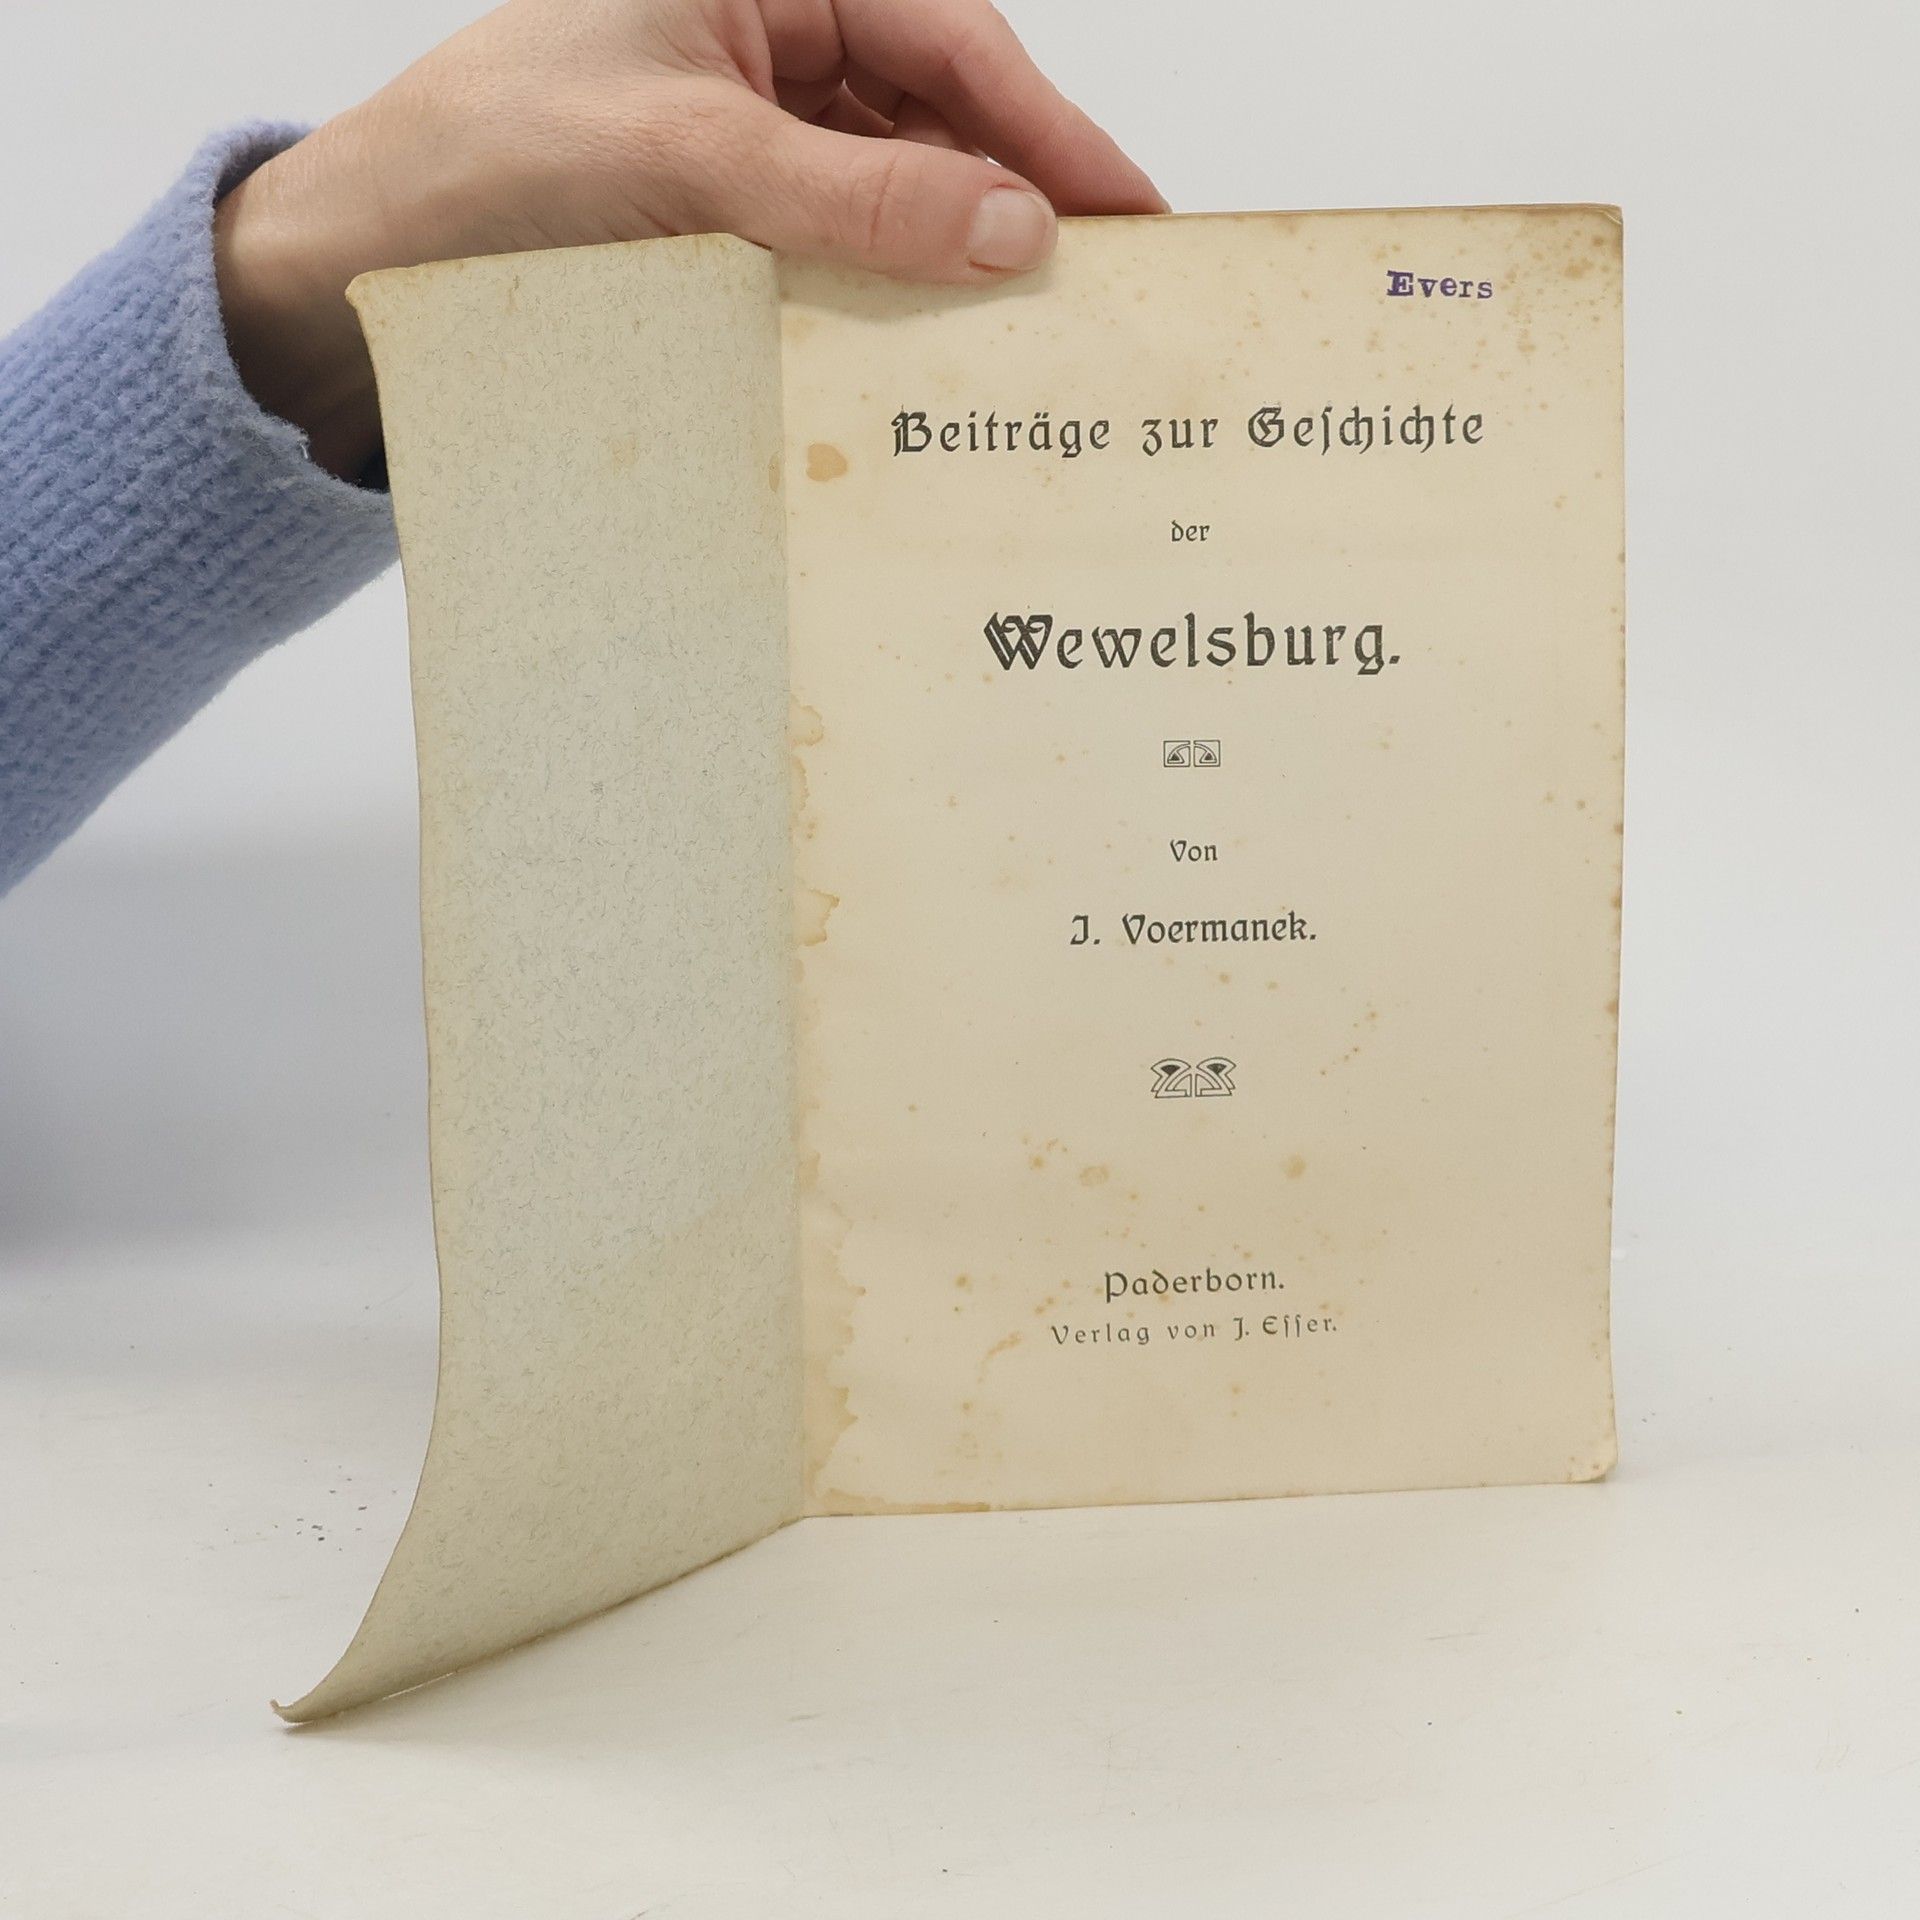 Evers
Beiträge zur Geſchichte
der
Wewelsburg.
Von
J. Voermanek.
Paderborn.
Verlag von J. Eſſer.